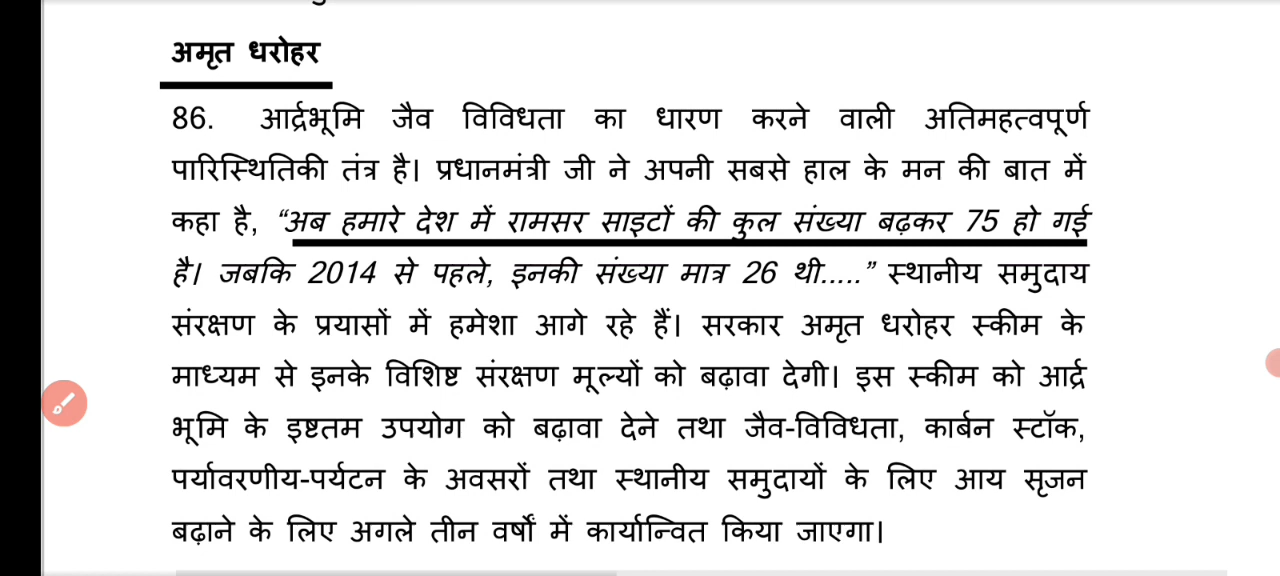 अमृत धरोहर
86. आर्द्रभूमि जैव विविधता का धारण करने वाली अतिमहत्वपूर्ण
पारिस्थितिकी तंत्र है। प्रधानमंत्री जी ने अपनी सबसे हाल के मन की बात में
कहा है, “अब हमारे देश में रामसर साइटों की कुल संख्या बढ़कर 75 हो गई
है। जबकि 2014 से पहले, इनकी संख्या मात्र 26 थी.....” स्थानीय समुदाय
संरक्षण के प्रयासों में हमेशा आगे रहे हैं। सरकार अमृत धरोहर स्कीम के
माध्यम से इनके विशिष्ट संरक्षण मूल्यों को बढ़ावा देगी। इस स्कीम को आर्द्र
भूमि के इष्टतम उपयोग को बढ़ावा देने तथा जैव-विविधता, कार्बन स्टॉक,
पर्यावरणीय-पर्यटन के अवसरों तथा स्थानीय समुदायों के लिए आय सृजन
बढ़ाने के लिए अगले तीन वर्षों में कार्यान्वित किया जाएगा।